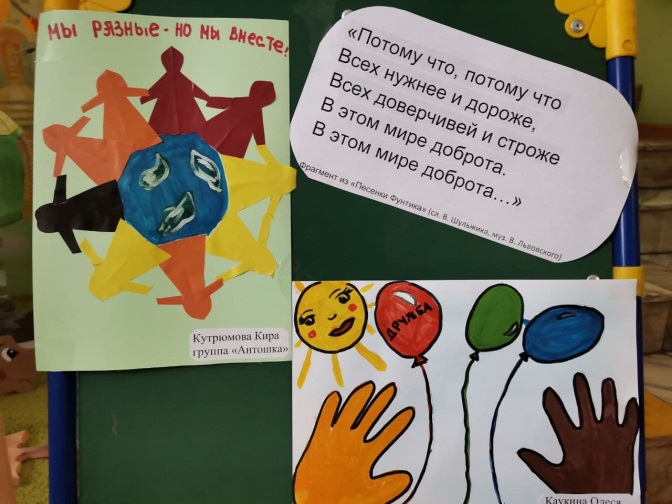 МЫ РАЗНЫЕ - НО МЫ ВМЕСТЕ!
Кутрюмова Кира
группа «Антошка»
«Потому что, потому что
Всех нужнее и дороже,
Всех доверчивей и строже
В этом мире доброта.
В этом мире доброта…»
Фрагмент из «Песенки Фунтика» (сл. В. Шульжика, муз. В. Львовского)
ДРУЖБА
Каукина Олеся